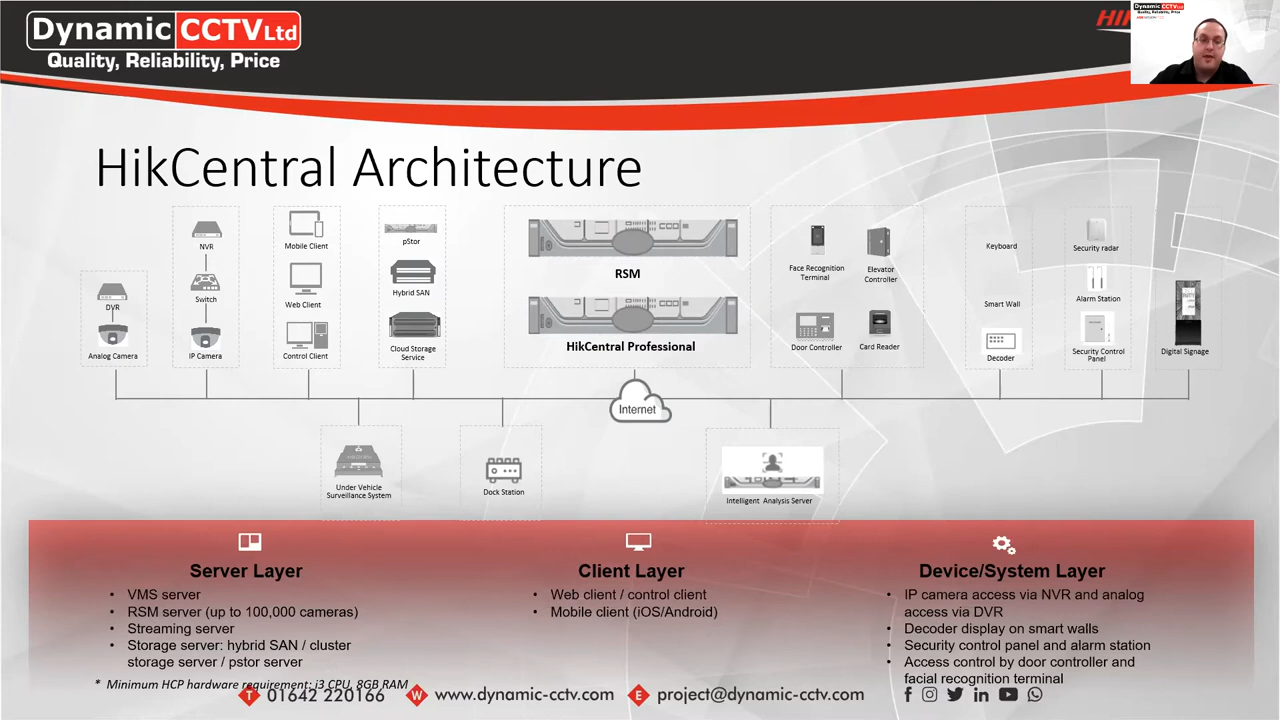 Dynamic CCTV Ltd
Quality, Reliability, Price
HIK
Dynamic CCTV Ltd
Quality, Reliability, Price
HikCentral Architecture
DVR
Analog Camera
NVR
Switch
IP Camera
Mobile Client
Web Client
Control Client
pStor
Hybrid SAN
Cloud Storage
Service
RSM
HikCentral Professional
Face Recognition
Terminal
Elevator
Controller
Door Controller
Card Reader
Keyboard
Smart Wall
Decoder
Security radar
Alarm Station
Security Control
Panel
Digital Signage
Internet
Under Vehicle
Surveillance System
Dock Station
Intelligent Analysis Server
Server Layer
• VMS server
• RSM server (up to 100,000 cameras)
• Streaming server
• Storage server: hybrid SAN / cluster
storage server / pstor server
* Minimum HCP hardware requirement: i3 CPU, 8GB RAM
Client Layer
• Web client / control client
• Mobile client (iOS/Android)
Device/System Layer
• IP camera access via NVR and analog
access via DVR
• Decoder display on smart walls
• Security control panel and alarm station
• Access control by door controller and
facial recognition terminal
T 01642 220166 W www.dynamic-cctv.com E project@dynamic-cctv.com